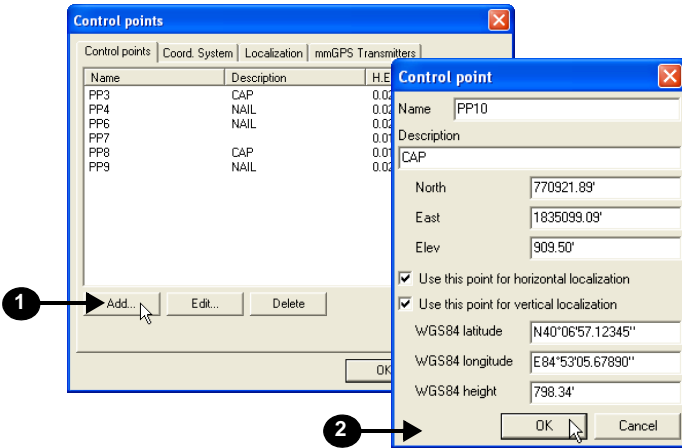 Control points
Control points Coord. System Localization mmGPS Transmitters
Name Description H.E
PP3 CAP 0.02
PP4 NAIL 0.02
PP6 NAIL 0.02
PP7 0.01
PP8 CAP 0.01
PP9 NAIL 0.02
1
Add... Edit... Delete
OK
Control point
Name PP10
Description
CAP
North 770921.89'
East 1835099.09'
Elev 909.50'
Use this point for horizontal localization
Use this point for vertical localization
WGS84 latitude N40°06'57.12345''
WGS84 longitude E84°53'05.67890''
WGS84 height 798.34'
2
OK Cancel